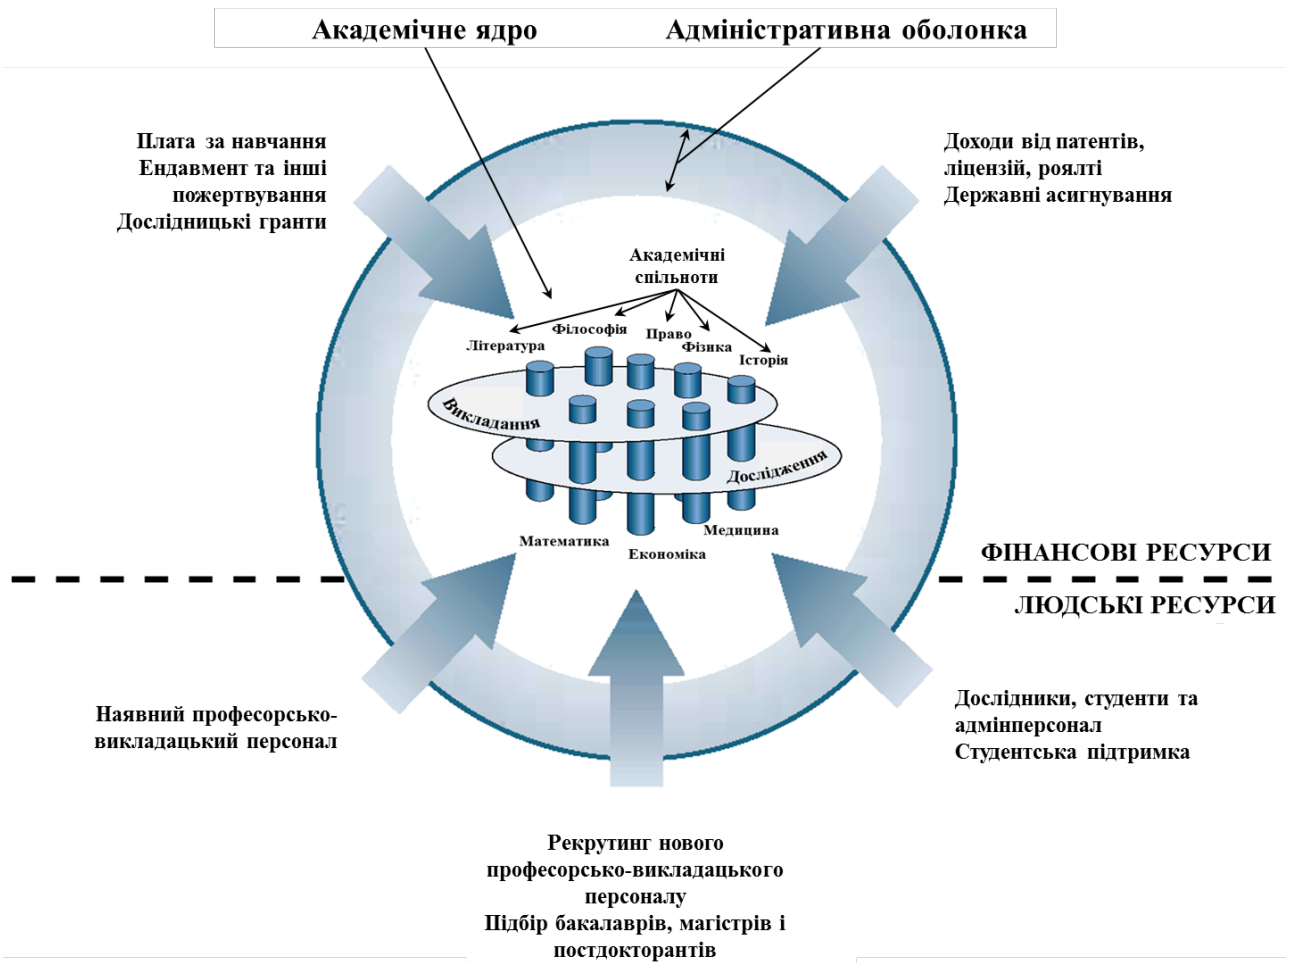 Академічне ядро
Адміністративна оболонка
Плата за навчання
Ендавмент та інші
пожертвування
Дослідницькі гранти
Доходи від патентів,
ліцензій, роялті
Державні асигнування
Академічні
спільноти
Філософія
Право
Література
Фізика
Історія
Викладання
Дослідження
Медицина
Математика
Економіка
ФІНАНСОВІ РЕСУРСИ
ЛЮДСЬКІ РЕСУРСИ
Наявний професорсько-
викладацький персонал
Дослідники, студенти та
адмінперсонал
Студентська підтримка
Рекрутинг нового
професорсько-викладацького
персоналу
Підбір бакалаврів, магістрів і
постдокторантів